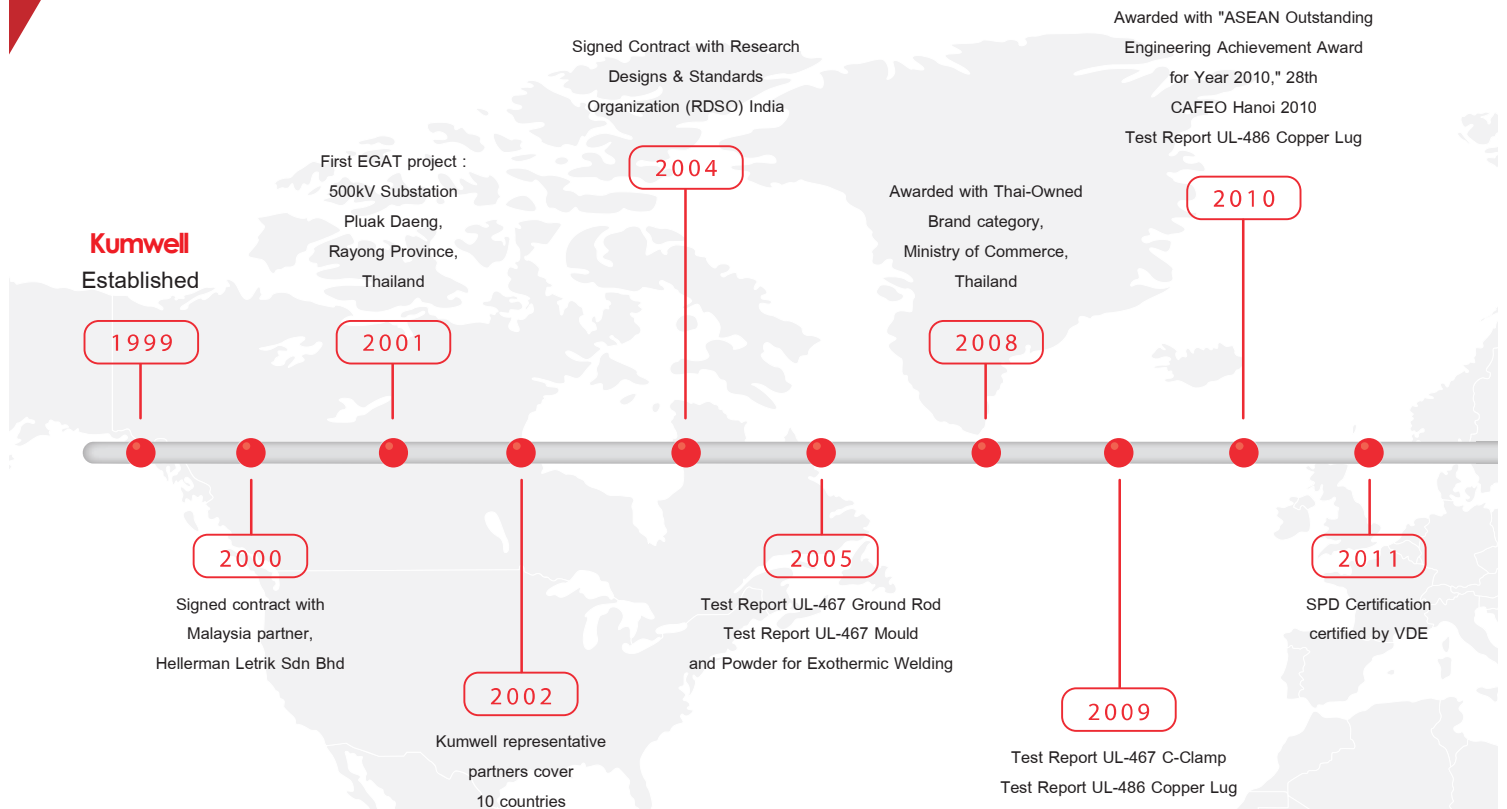 Kumwell
Established
1999
2000
Signed contract with
Malaysia partner,
Hellerman Letrik Sdn Bhd
First EGAT project :
500kV Substation
Pluak Daeng,
Rayong Province,
Thailand
2001
2002
Kumwell representative
partners cover
10 countries
Signed Contract with Research
Designs & Standards
Organization (RDSO) India
2004
2005
Test Report UL-467 Ground Rod
Test Report UL-467 Mould
and Powder for Exothermic Welding
Awarded with Thai-Owned
Brand category,
Ministry of Commerce,
Thailand
2008
2009
Test Report UL-467 C-Clamp
Test Report UL-486 Copper Lug
Awarded with "ASEAN Outstanding
Engineering Achievement Award
for Year 2010," 28th
CAFEO Hanoi 2010
Test Report UL-486 Copper Lug
2010
2011
SPD Certification
certified by VDE